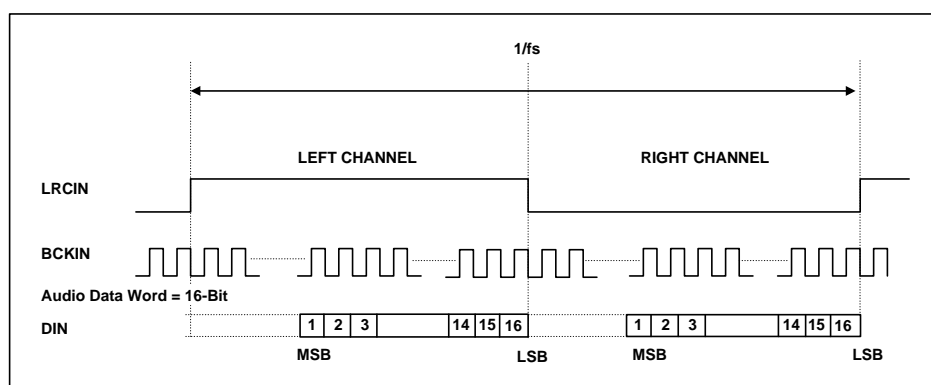 1/fs
LEFT CHANNEL RIGHT CHANNEL
LRCIN
BCKIN
Audio Data Word = 16-Bit
DIN 1 2 3 14 15 16 1 2 3 14 15 16
MSB LSB MSB LSB